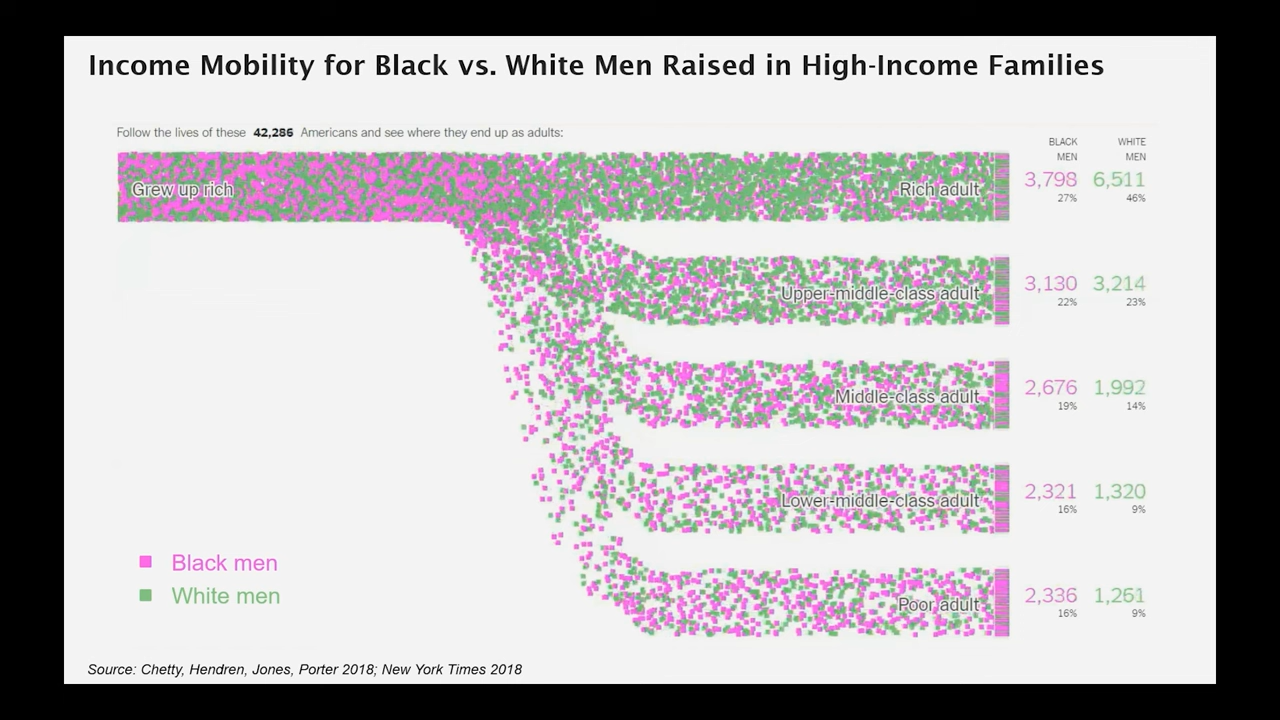 Income Mobility for Black vs. White Men Raised in High-Income Families
Follow the lives of these 42,286 Americans and see where they end up as adults:
BLACK MEN
WHITE MEN
Grew up rich
Rich adult
3,798 6,511
27% 46%
Upper-middle-class adult
3,130 3,214
22% 23%
Middle-class adult
2,676 1,992
19% 14%
Lower-middle-class adult
2,321 1,320
16% 9%
Poor adult
2,336 1,261
16% 9%
Black men
White men
Source: Chetty, Hendren, Jones, Porter 2018; New York Times 2018